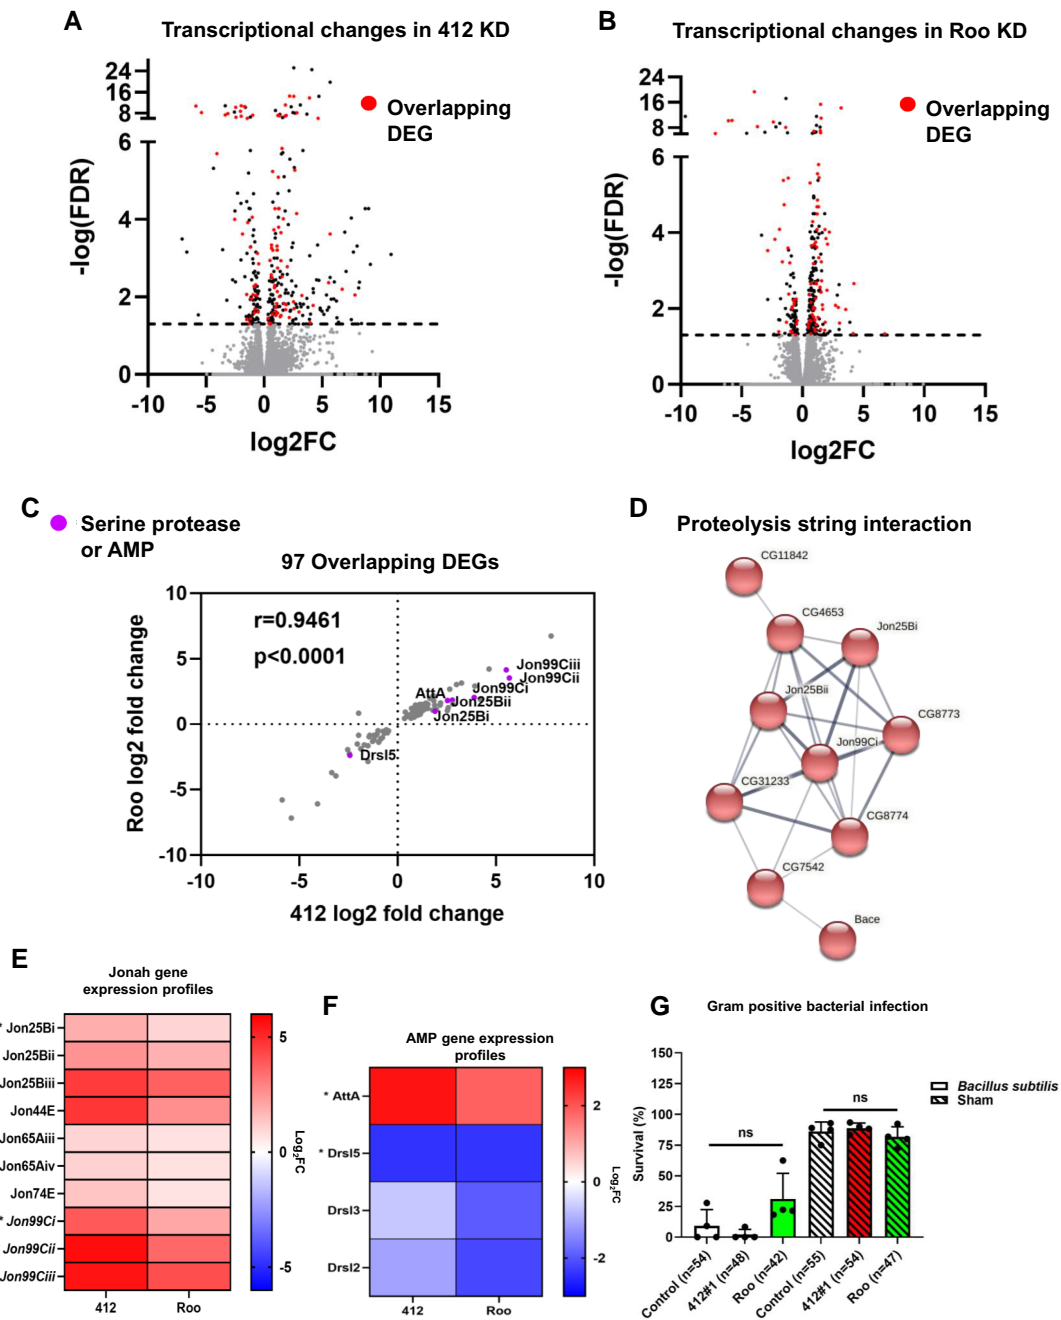 A
Transcriptional changes in 412 KD
24
16
8
6
4
2
0
-log(FDR)
Overlapping
DEG
-10
-5
0
5
10
15
log2FC
B
Transcriptional changes in Roo KD
24
16
8
6
4
2
0
-log(FDR)
Overlapping
DEG
-10
-5
0
5
10
15
log2FC
C
Serine protease
or AMP
97 Overlapping DEGs
r=0.9461
p<0.0001
10
5
0
-5
-10
Roo log2 fold change
Jon99Ciii
Jon99Cii
Jon99Ci
AttA
Jon25Bii
Jon25Bi
Drsl5
-10
-5
0
5
10
412 log2 fold change
D
Proteolysis string interaction
CG11842
CG4653
Jon25Bi
Jon25Bii
CG8773
Jon99Ci
CG31233
CG8774
CG7542
Bace
E
Jonah gene
expression profiles
* Jon25Bi
Jon25Bii
Jon25Biii
Jon44E
Jon65Aiii
Jon65Aiv
Jon74E
* Jon99Ci
Jon99Cii
Jon99Ciii
412
Roo
5
0
-5
Log2FC
F
AMP gene expression
profiles
* AttA
* Drsl5
Drsl3
Drsl2
412
Roo
2
0
-2
Log2FC
G
Gram positive bacterial infection
150
125
100
75
50
25
0
Survival (%)
ns
ns
Bacillus subtilis
Sham
Control (n=54)
412#1 (n=48)
Roo (n=42)
Control (n=55)
412#1 (n=54)
Roo (n=47)